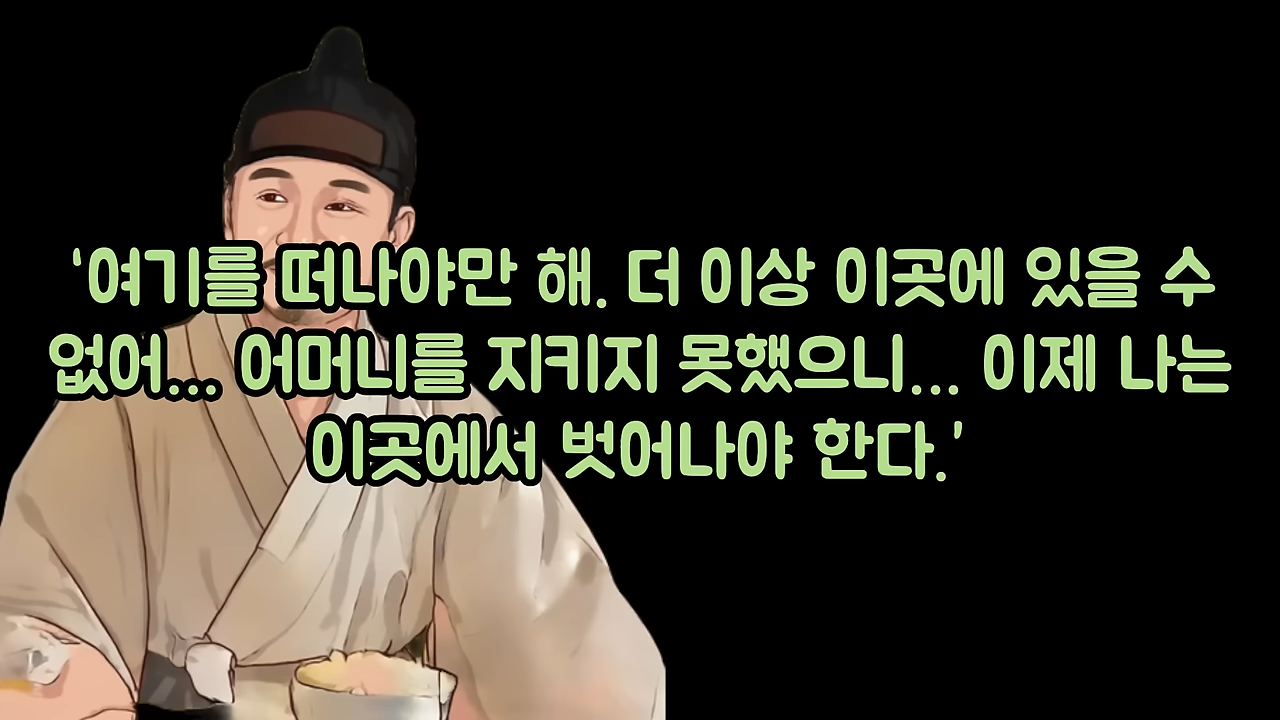 ‘여기를 떠나야만 해. 더 이상 이곳에 있을 수
없어... 어머니를 지키지 못했으니... 이제 나는
이곳에서 벗어나야 한다.’